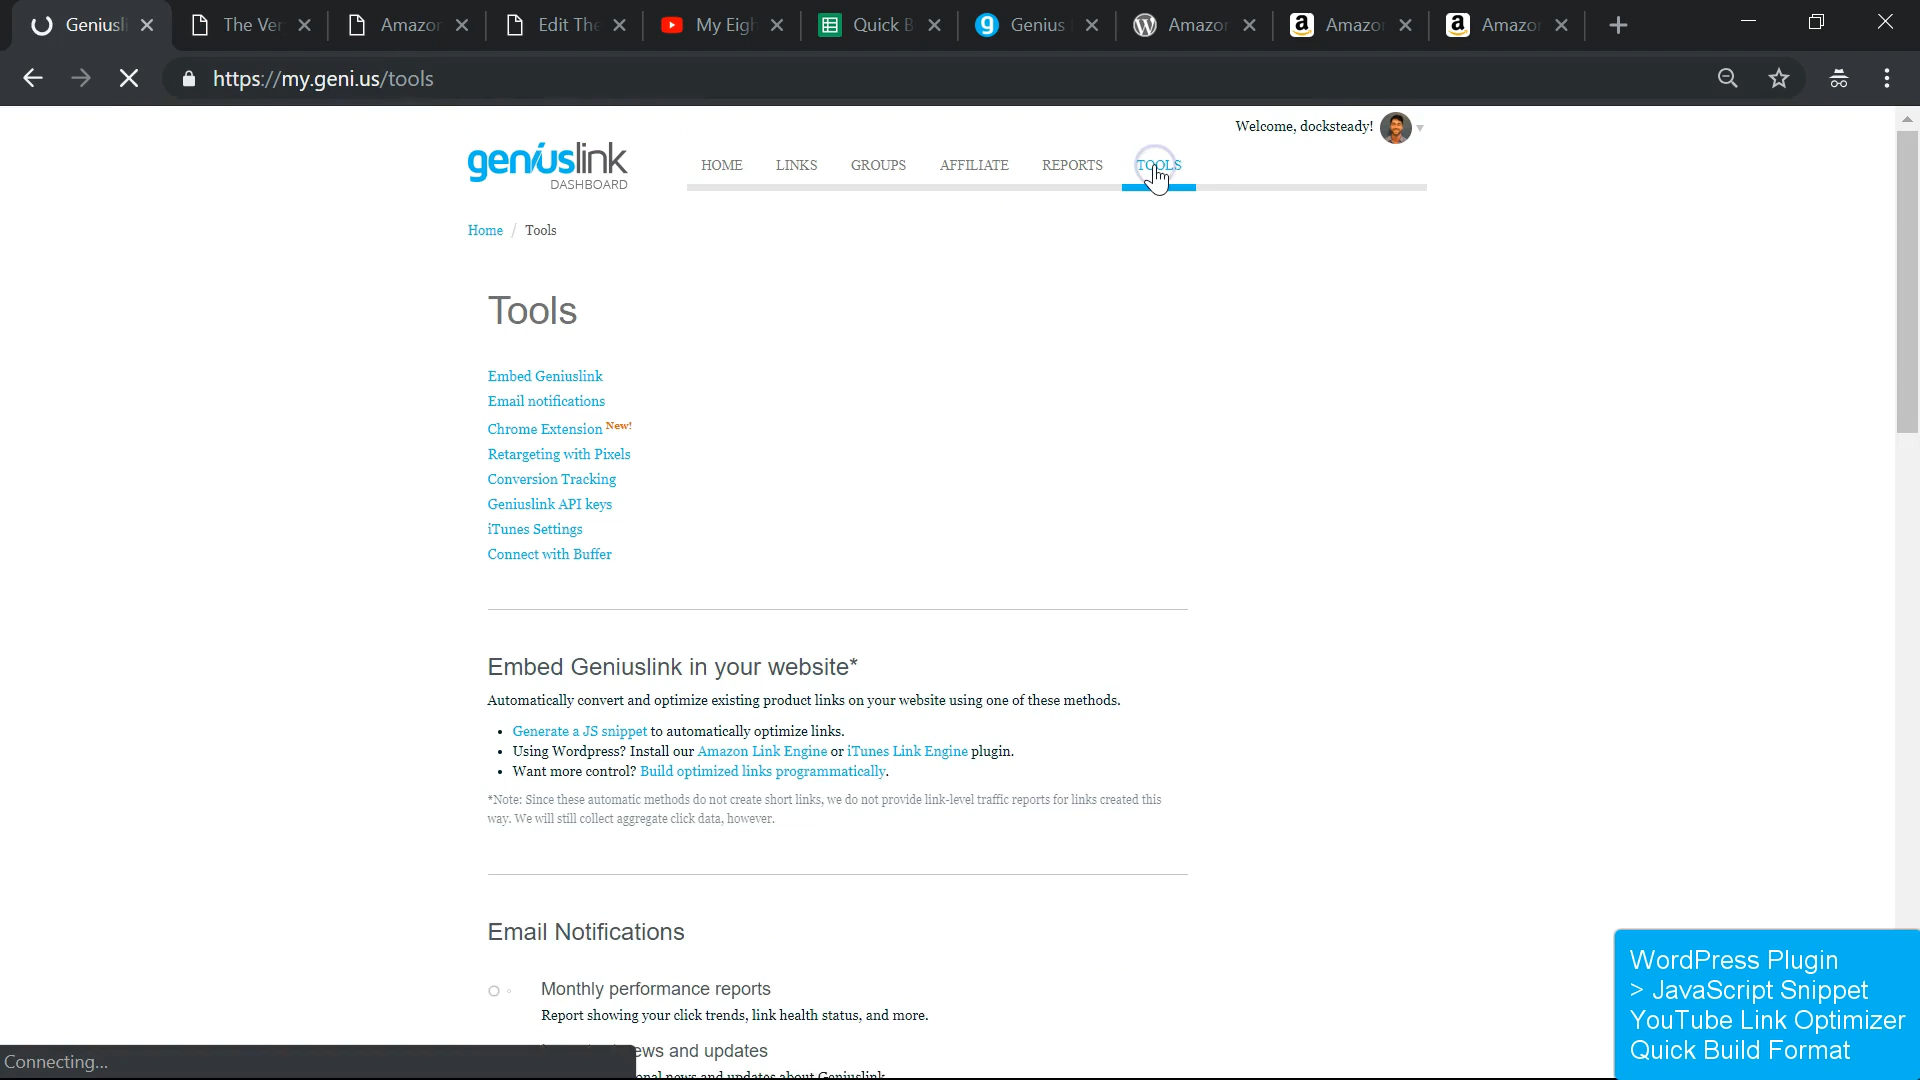 Geniusli
The Ver
Amazon
Edit The
My Eigh
Quick B
Genius
Amazon
Amazon
Amazon
https://my.geni.us/tools
Welcome, docksteady!
geniuslink
DASHBOARD
HOME
LINKS
GROUPS
AFFILIATE
REPORTS
TOOLS
Home / Tools
Tools
Embed Geniuslink
Email notifications
Chrome Extension New!
Retargeting with Pixels
Conversion Tracking
Geniuslink API keys
iTunes Settings
Connect with Buffer
Embed Geniuslink in your website*
Automatically convert and optimize existing product links on your website using one of these methods.
• Generate a JS snippet to automatically optimize links.
• Using Wordpress? Install our Amazon Link Engine or iTunes Link Engine plugin.
• Want more control? Build optimized links programmatically.
*Note: Since these automatic methods do not create short links, we do not provide link-level traffic reports for links created this
way. We will still collect aggregate click data, however.
Email Notifications
Monthly performance reports
Report showing your click trends, link health status, and more.
ews and updates
onal news and updates about Geniuslink
Connecting...
WordPress Plugin
> JavaScript Snippet
YouTube Link Optimizer
Quick Build Format